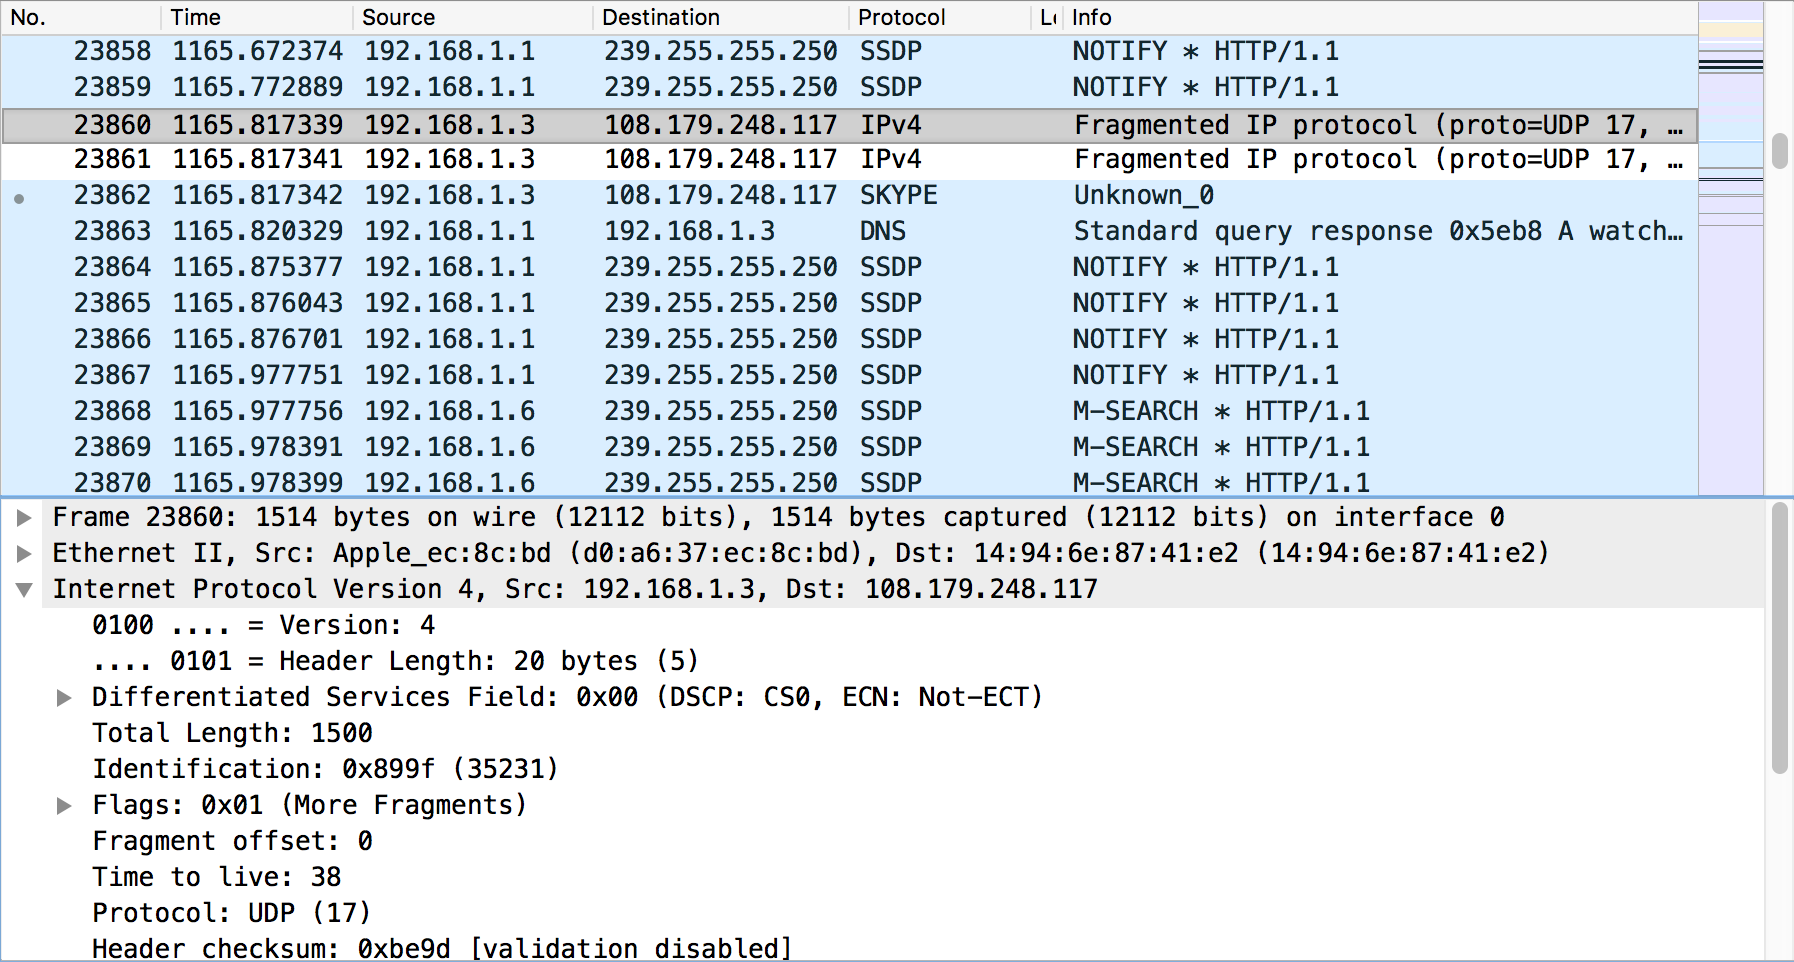 No. Time Source Destination Protocol Info
23858 1165.672374 192.168.1.1 239.255.255.250 SSDP NOTIFY * HTTP/1.1
23859 1165.772889 192.168.1.1 239.255.255.250 SSDP NOTIFY * HTTP/1.1
23860 1165.817339 192.168.1.3 108.179.248.117 IPv4 Fragmented IP protocol (proto=UDP 17, …
23861 1165.817341 192.168.1.3 108.179.248.117 IPv4 Fragmented IP protocol (proto=UDP 17, …
23862 1165.817342 192.168.1.3 108.179.248.117 SKYPE Unknown_0
23863 1165.820329 192.168.1.1 192.168.1.3 DNS Standard query response 0x5eb8 A watch…
23864 1165.875377 192.168.1.1 239.255.255.250 SSDP NOTIFY * HTTP/1.1
23865 1165.876043 192.168.1.1 239.255.255.250 SSDP NOTIFY * HTTP/1.1
23866 1165.876701 192.168.1.1 239.255.255.250 SSDP NOTIFY * HTTP/1.1
23867 1165.977751 192.168.1.1 239.255.255.250 SSDP NOTIFY * HTTP/1.1
23868 1165.977756 192.168.1.6 239.255.255.250 SSDP M-SEARCH * HTTP/1.1
23869 1165.978391 192.168.1.6 239.255.255.250 SSDP M-SEARCH * HTTP/1.1
23870 1165.978399 192.168.1.6 239.255.255.250 SSDP M-SEARCH * HTTP/1.1
Frame 23860: 1514 bytes on wire (12112 bits), 1514 bytes captured (12112 bits) on interface 0
Ethernet II, Src: Apple_ec:8c:bd (d0:a6:37:ec:8c:bd), Dst: 14:94:6e:87:41:e2 (14:94:6e:87:41:e2)
Internet Protocol Version 4, Src: 192.168.1.3, Dst: 108.179.248.117
0100 .... = Version: 4
.... 0101 = Header Length: 20 bytes (5)
Differentiated Services Field: 0x00 (DSCP: CS0, ECN: Not-ECT)
Total Length: 1500
Identification: 0x899f (35231)
Flags: 0x01 (More Fragments)
Fragment offset: 0
Time to live: 38
Protocol: UDP (17)
Header checksum: 0xbe9d [validation disabled]